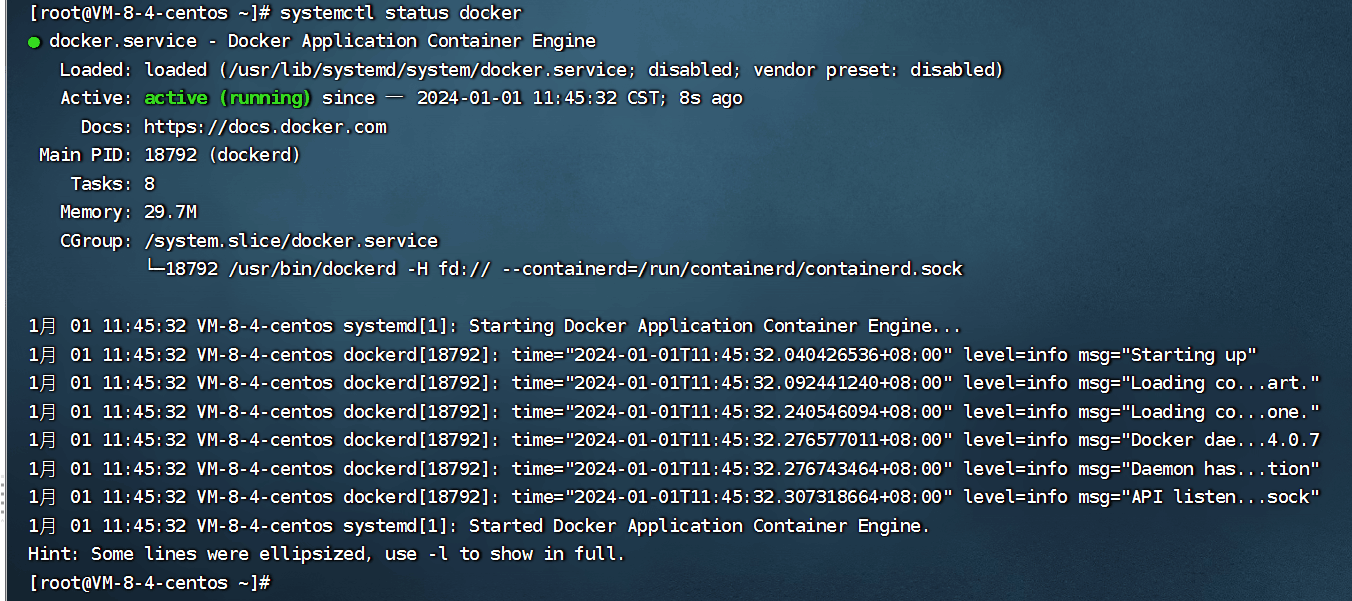 [root@VM-8-4-centos ~]# systemctl status docker
● docker.service - Docker Application Container Engine
   Loaded: loaded (/usr/lib/systemd/system/docker.service; disabled; vendor preset: disabled)
   Active: active (running) since 一 2024-01-01 11:45:32 CST; 8s ago
     Docs: https://docs.docker.com
 Main PID: 18792 (dockerd)
    Tasks: 8
   Memory: 29.7M
   CGroup: /system.slice/docker.service
           └─18792 /usr/bin/dockerd -H fd:// --containerd=/run/containerd/containerd.sock
1月 01 11:45:32 VM-8-4-centos systemd[1]: Starting Docker Application Container Engine...
1月 01 11:45:32 VM-8-4-centos dockerd[18792]: time="2024-01-01T11:45:32.040426536+08:00" level=info msg="Starting up"
1月 01 11:45:32 VM-8-4-centos dockerd[18792]: time="2024-01-01T11:45:32.092441240+08:00" level=info msg="Loading co...art."
1月 01 11:45:32 VM-8-4-centos dockerd[18792]: time="2024-01-01T11:45:32.240546094+08:00" level=info msg="Loading co...one."
1月 01 11:45:32 VM-8-4-centos dockerd[18792]: time="2024-01-01T11:45:32.276577011+08:00" level=info msg="Docker dae...4.0.7
1月 01 11:45:32 VM-8-4-centos dockerd[18792]: time="2024-01-01T11:45:32.276743464+08:00" level=info msg="Daemon has...tion"
1月 01 11:45:32 VM-8-4-centos dockerd[18792]: time="2024-01-01T11:45:32.307318664+08:00" level=info msg="API listen...sock"
1月 01 11:45:32 VM-8-4-centos systemd[1]: Started Docker Application Container Engine.
Hint: Some lines were ellipsized, use -l to show in full.
[root@VM-8-4-centos ~]#